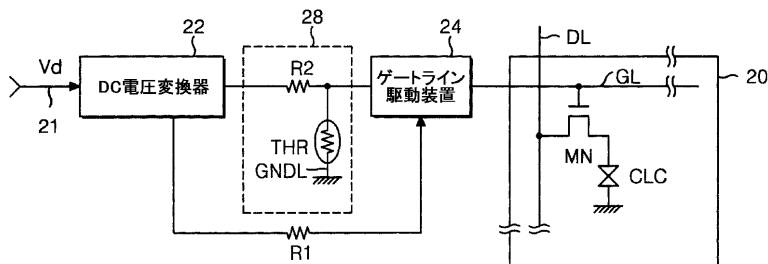 22
28
24
DL
20
Vd
DC電圧変換器
R2
ゲートライン
駆動装置
GL
21
THR
GNDL
MN
CLC
R1